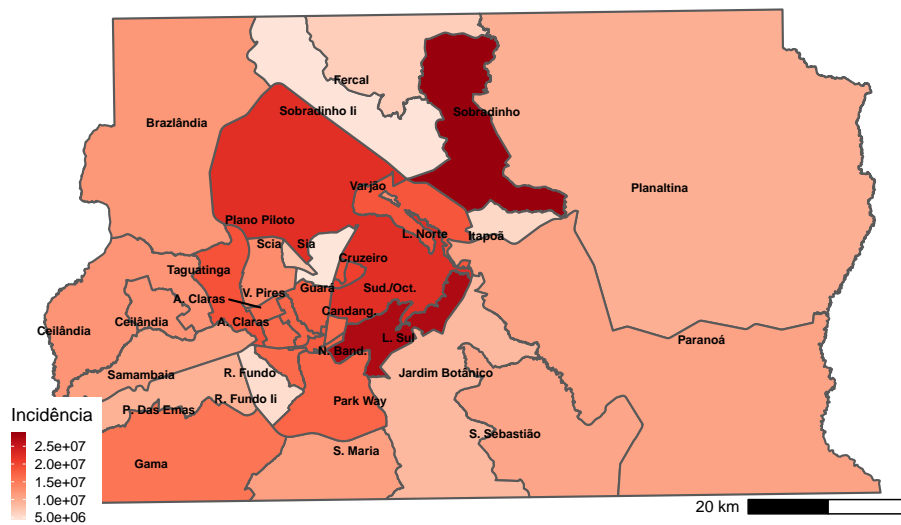 Fercal
Sobradinho Ii
Sobradinho
Brazlândia
Varjão
Planaltina
Plano Piloto
L. Norte
Itapoã
Scia
Sia
Cruzeiro
Taguatinga
V. Pires
Guará
Sud./Oct.
A. Claras
Candang.
Ceilândia
Ceilândia
A. Claras
L. Sul
Paranoá
N. Band.
Samambaia
R. Fundo
Jardim Botânico
R. Fundo Ii
Park Way
P. Das Emas
S. Sebastião
S. Maria
Gama
Incidência
2.5e+07
2.0e+07
1.5e+07
1.0e+07
5.0e+06
20 km